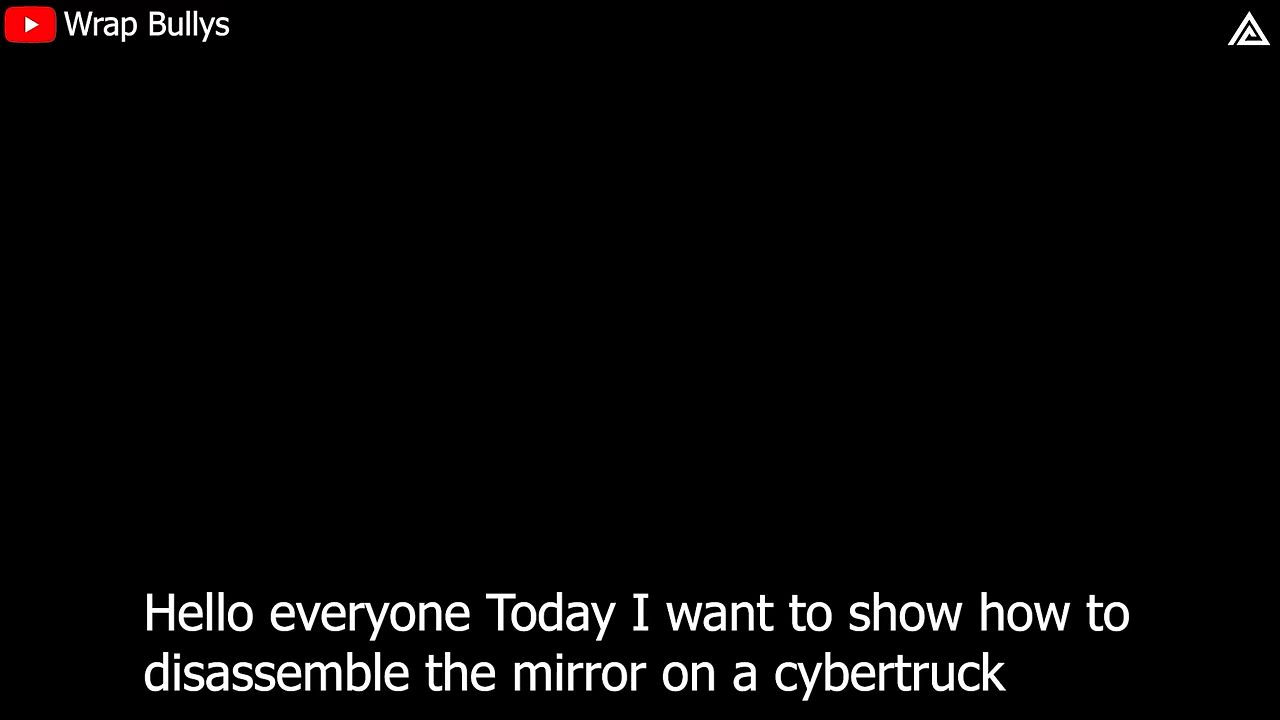 Wrap Bullys
Hello everyone Today I want to show how to
disassemble the mirror on a cybertruck